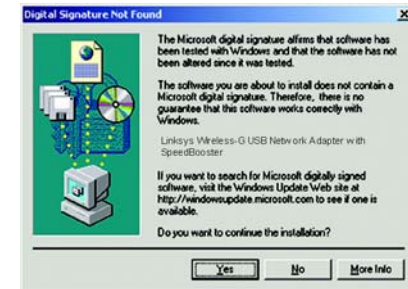 Digital Signature Not Found
The Microsoft digital signature affirms that software has
been tested with Windows and that the software has not
been altered since it was tested.
The software you are about to install does not contain a
Microsoft digital signature. Therefore, there is no
guarantee that this software works correctly with
Windows.
Linksys Wireless-G USB Network Adapter with
SpeedBooster
If you want to search for Microsoft digitally signed
software, visit the Windows Update Web site at
http://windowsupdate.microsoft.com to see if one is
available.
Do you want to continue the installation?
Yes No More Info